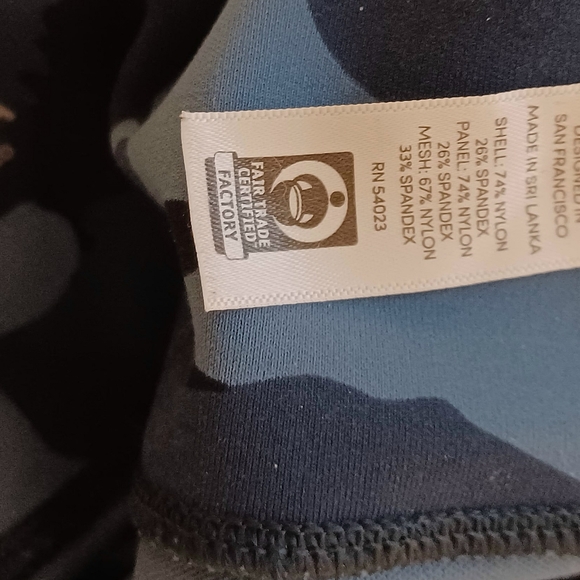 SAN FRANCISCO
MADE IN SRI LANKA
SHELL: 74% NYLON
26% SPANDEX
PANEL: 74% NYLON
26% SPANDEX
MESH: 67% NYLON
33% SPANDEX
RN 54023
FAIR TRADE
CERTIFIED
FACTORY